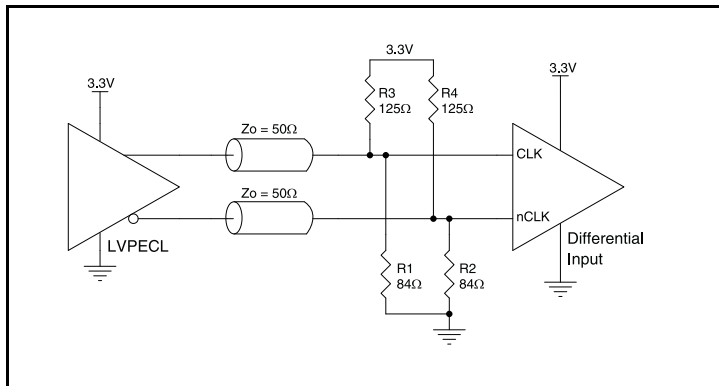 3.3V
3.3V
3.3V
R3
125Ω
R4
125Ω
Zo = 50Ω
CLK
Zo = 50Ω
nCLK
LVPECL
Differential
Input
R1
84Ω
R2
84Ω